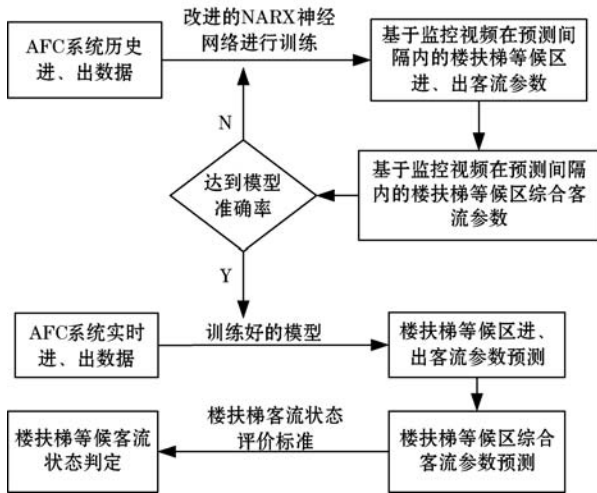 AFC系统历史
进、出数据
改进的NARX神经
网络进行训练
基于监控视频在预测间
隔内的楼扶梯等候区
进、出客流参数
N
达到模型
准确率
基于监控视频在预测间隔
内的楼扶梯等候区综合客
流参数
Y
AFC系统实时
进、出数据
训练好的模型
楼扶梯等候区进、
出客流参数预测
楼扶梯等候客流
状态判定
楼扶梯客流状态
评价标准
楼扶梯等候区综合
客流参数预测